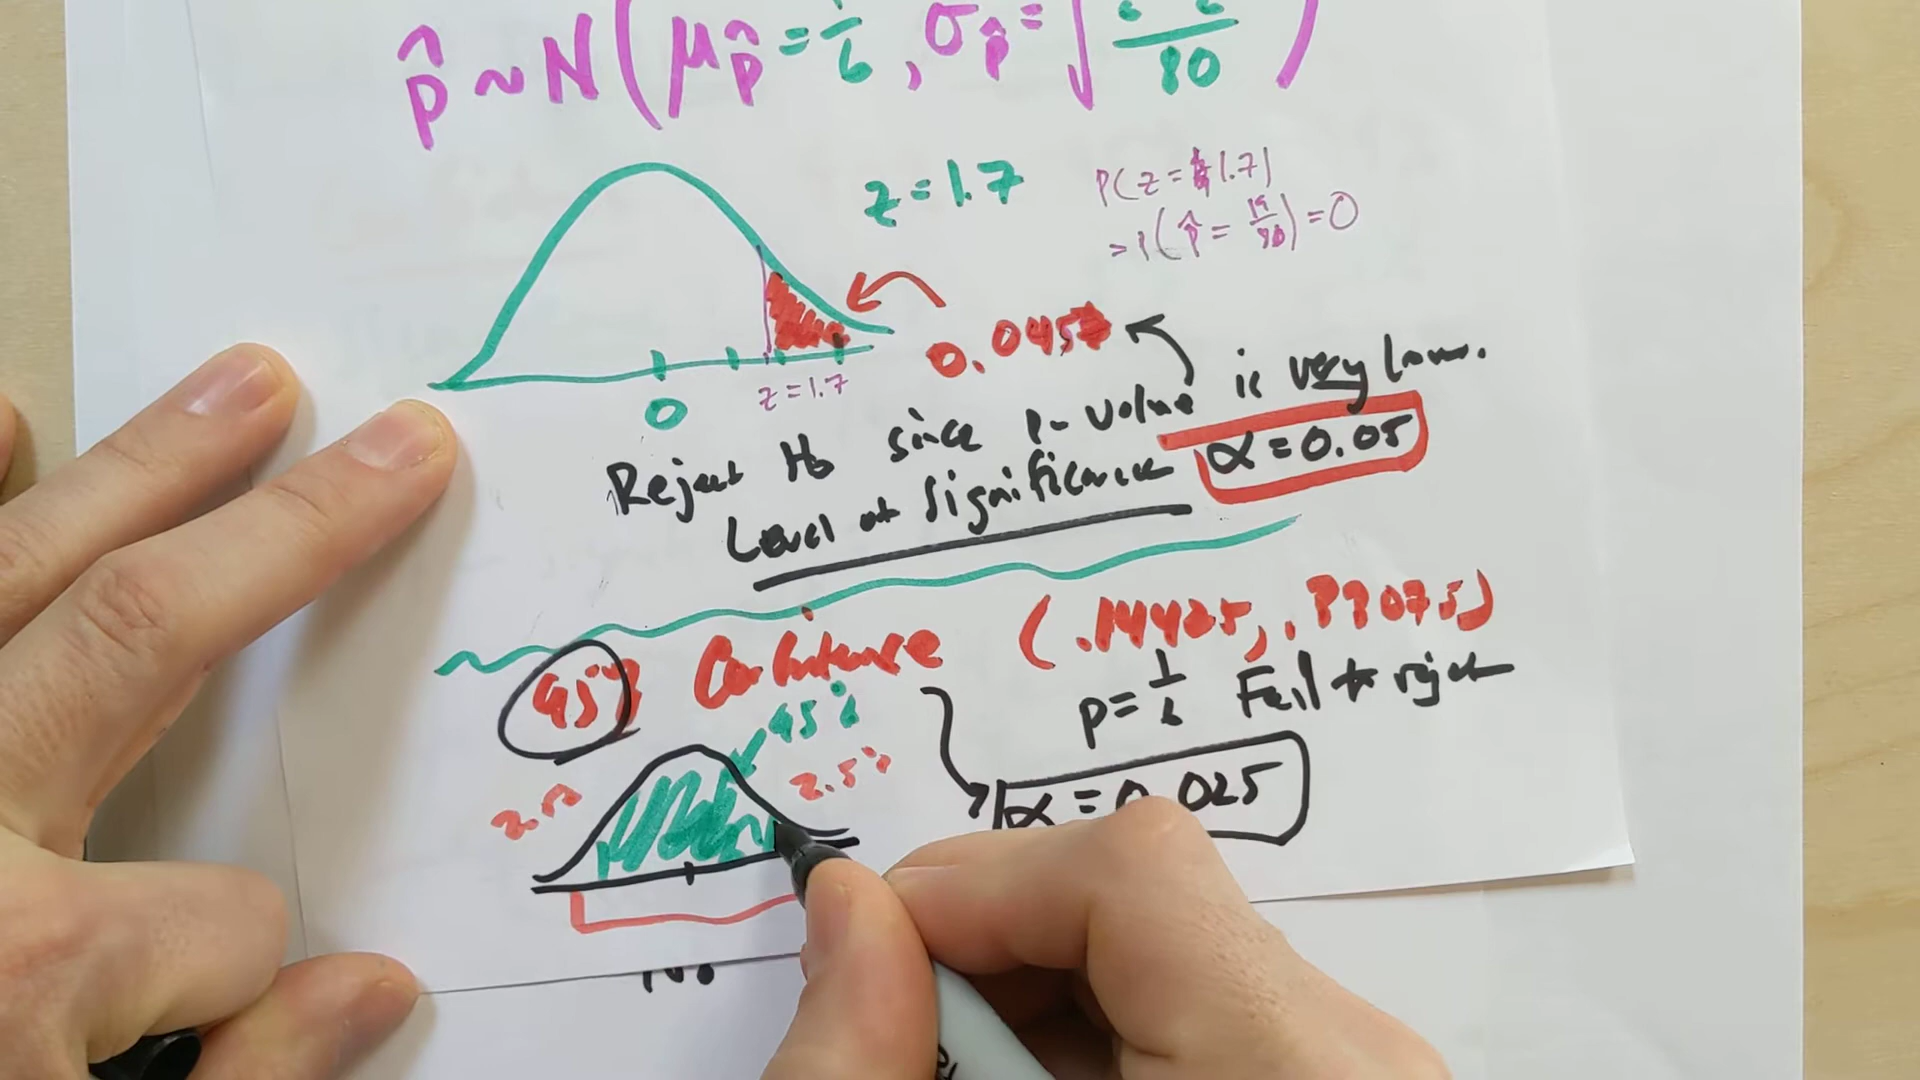 p̂ ~ N(μp̂ = 1/6, σp̂ = √ /80)
z = 1.7
P(z = 1.7)
= P(p̂ = 19/80) = 0
0.045
z = 1.7
0
Reject H₀ since p-value is very low.
Level of Significance α = 0.05
95% Confidence (.14425, .33075)
p = 1/6 Fail to reject
95%
2.5%
2.5%
α = 0.025
No